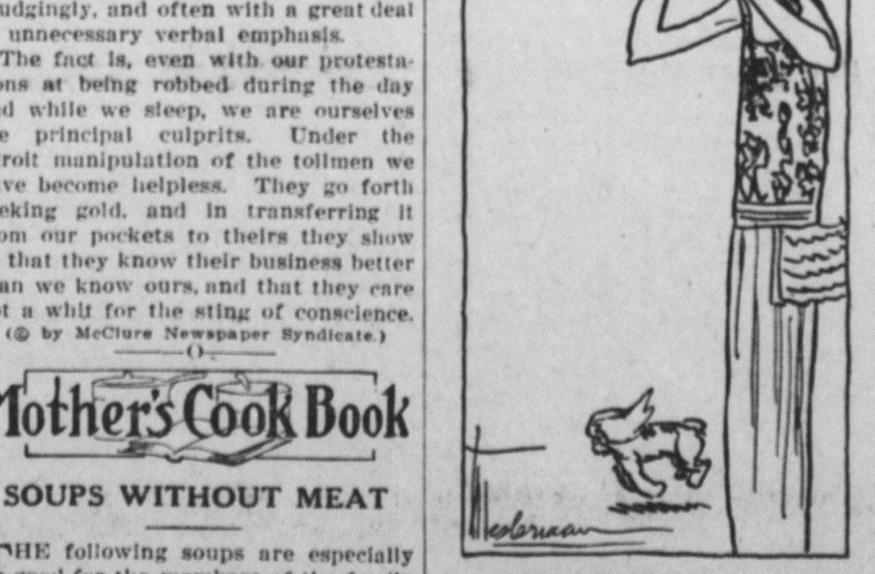 udgingly, and often with a great deal
unnecessary verbal emphasis.
The fact is, even with our protesta-
ons at being robbed during the day
d while we sleep, we are ourselves
e principal culprits. Under the
roit manipulation of the tollmen we
ve become helpless. They go forth
eking gold, and in transferring it
om our pockets to theirs they show
that they know their business better
an we know ours, and that they care
t a whit for the sting of conscience.
(© by McClure Newspaper Syndicate.)
Mother's Cook Book
SOUPS WITHOUT MEAT
HE following soups are especially